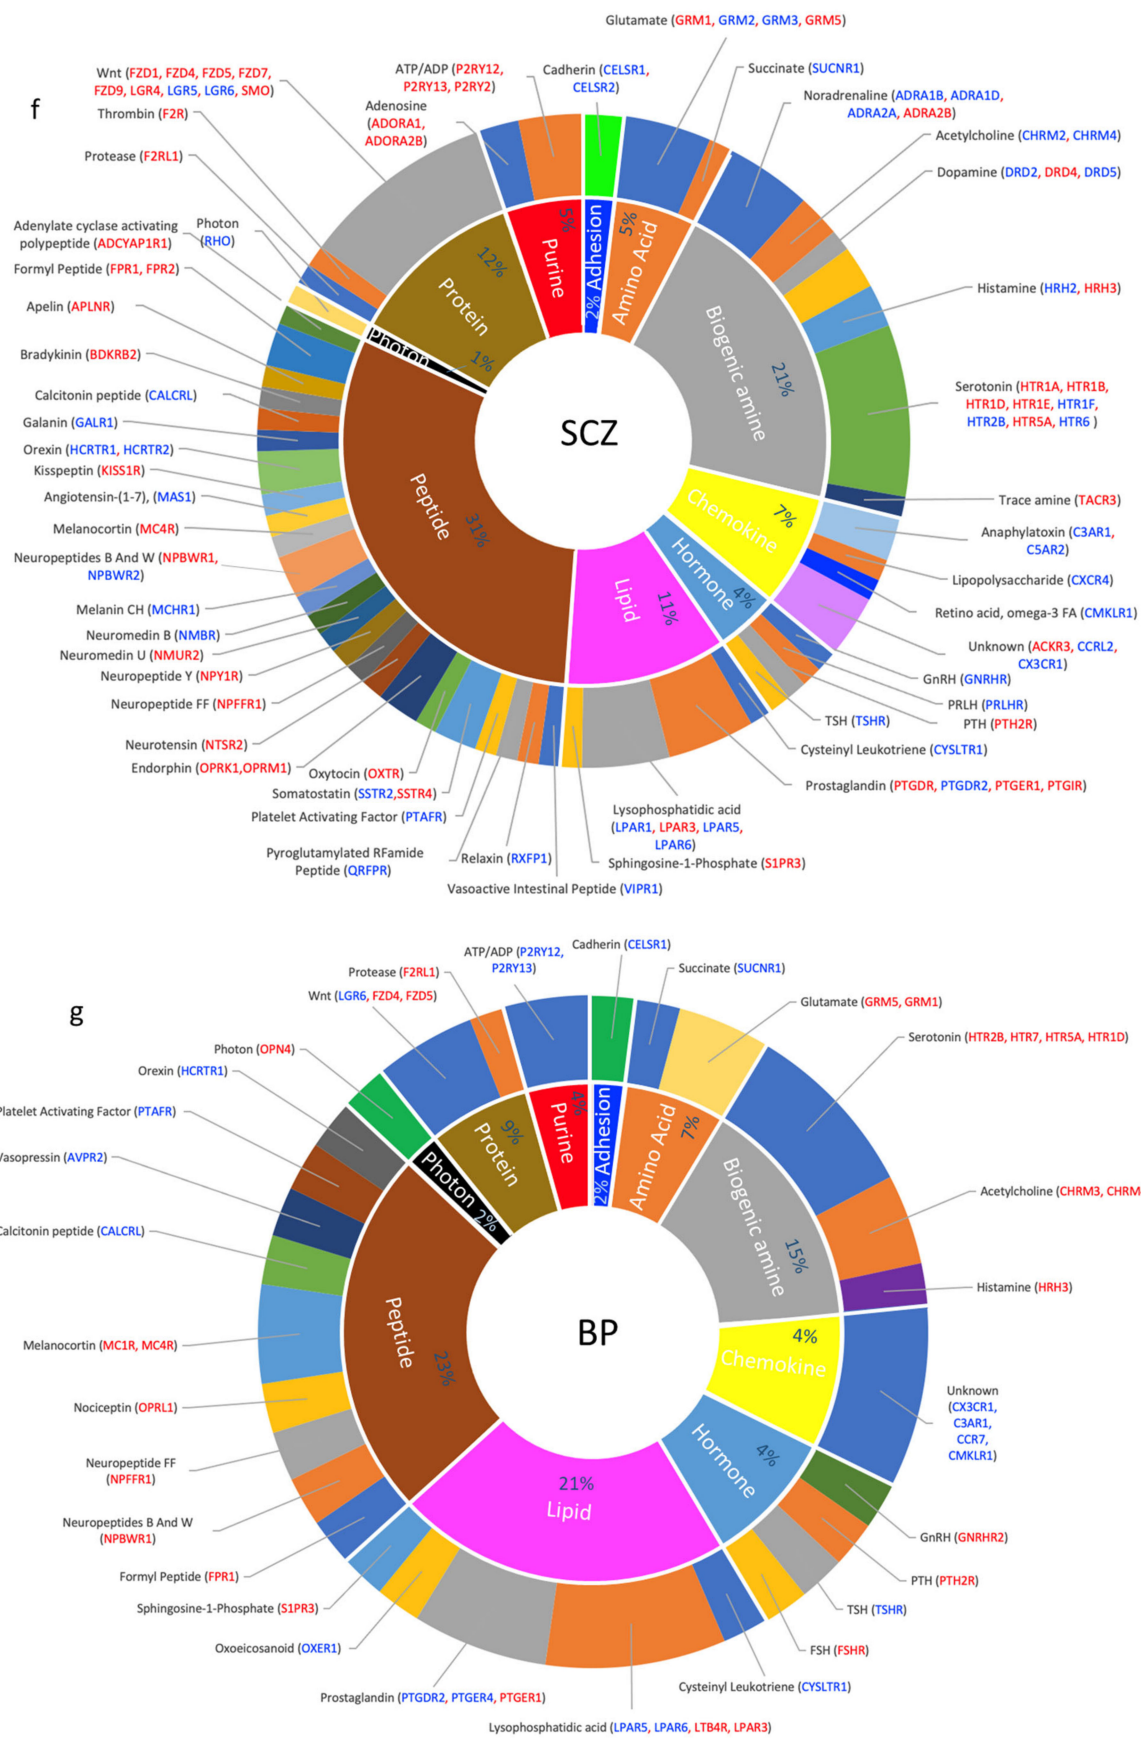 f
Glutamate (GRM1, GRM2, GRM3, GRM5)
Wnt (FZD1, FZD4, FZD5, FZD7,
FZD9, LGR4, LGR5, LGR6, SMO)
ATP/ADP (P2RY12,
P2RY13, P2RY2)
Cadherin (CELSR1,
CELSR2)
Succinate (SUCNR1)
Noradrenaline (ADRA1B, ADRA1D,
ADRA2A, ADRA2B)
Thrombin (F2R)
Adenosine
(ADORA1,
ADORA2B)
Acetylcholine (CHRM2, CHRM4)
Protease (F2RL1)
Dopamine (DRD2, DRD4, DRD5)
Adenylate cyclase activating
polypeptide (ADCYAP1R1)
Photon
(RHO)
Formyl Peptide (FPR1, FPR2)
Histamine (HRH2, HRH3)
Apelin (APLNR)
Bradykinin (BDKRB2)
Calcitonin peptide (CALCRL)
Serotonin (HTR1A, HTR1B,
HTR1D, HTR1E, HTR1F,
HTR2B, HTR5A, HTR6 )
Galanin (GALR1)
Orexin (HCRTR1, HCRTR2)
Kisspeptin (KISS1R)
Angiotensin-(1-7), (MAS1)
Trace amine (TACR3)
Melanocortin (MC4R)
Anaphylatoxin (C3AR1,
C5AR2)
Neuropeptides B And W (NPBWR1,
NPBWR2)
Lipopolysaccharide (CXCR4)
Melanin CH (MCHR1)
Retino acid, omega-3 FA (CMKLR1)
Neuromedin B (NMBR)
Neuromedin U (NMUR2)
Unknown (ACKR3, CCRL2,
CX3CR1)
Neuropeptide Y (NPY1R)
GnRH (GNRHR)
Neuropeptide FF (NPFFR1)
PRLH (PRLHR)
PTH (PTH2R)
TSH (TSHR)
Neurotensin (NTSR2)
Cysteinyl Leukotriene (CYSLTR1)
Endorphin (OPRK1,OPRM1)
Oxytocin (OXTR)
Prostaglandin (PTGDR, PTGDR2, PTGER1, PTGIR)
Somatostatin (SSTR2,SSTR4)
Platelet Activating Factor (PTAFR)
Lysophosphatidic acid
(LPAR1, LPAR3, LPAR5,
LPAR6)
Pyroglutamylated RFamide
Peptide (QRFPR)
Relaxin (RXFP1)
Sphingosine-1-Phosphate (S1PR3)
Vasoactive Intestinal Peptide (VIPR1)
SCZ
2% Adhesion
Amino Acid
5%
Biogenic amine
21%
Chemokine
7%
Hormone
4%
Lipid
11%
Peptide
31%
Photon
1%
Protein
12%
Purine
5%
g
ATP/ADP (P2RY12,
P2RY13)
Cadherin (CELSR1)
Succinate (SUCNR1)
Protease (F2RL1)
Wnt (LGR6, FZD4, FZD5)
Glutamate (GRM5, GRM1)
Serotonin (HTR2B, HTR7, HTR5A, HTR1D)
Photon (OPN4)
Orexin (HCRTR1)
Platelet Activating Factor (PTAFR)
Vasopressin (AVPR2)
Acetylcholine (CHRM3, CHRM
Calcitonin peptide (CALCRL)
Histamine (HRH3)
Melanocortin (MC1R, MC4R)
Nociceptin (OPRL1)
Unknown
(CX3CR1,
C3AR1,
CCR7,
CMKLR1)
Neuropeptide FF
(NPFFR1)
Neuropeptides B And W
(NPBWR1)
GnRH (GNRHR2)
Formyl Peptide (FPR1)
PTH (PTH2R)
Sphingosine-1-Phosphate (S1PR3)
TSH (TSHR)
Oxoeicosanoid (OXER1)
FSH (FSHR)
Prostaglandin (PTGDR2, PTGER4, PTGER1)
Cysteinyl Leukotriene (CYSLTR1)
Lysophosphatidic acid (LPAR5, LPAR6, LTB4R, LPAR3)
BP
2% Adhesion
Amino Acid
7%
Biogenic amine
15%
4%
Chemokine
Hormone
4%
21%
Lipid
Peptide
23%
Photon
2%
Protein
9%
Purine
4%